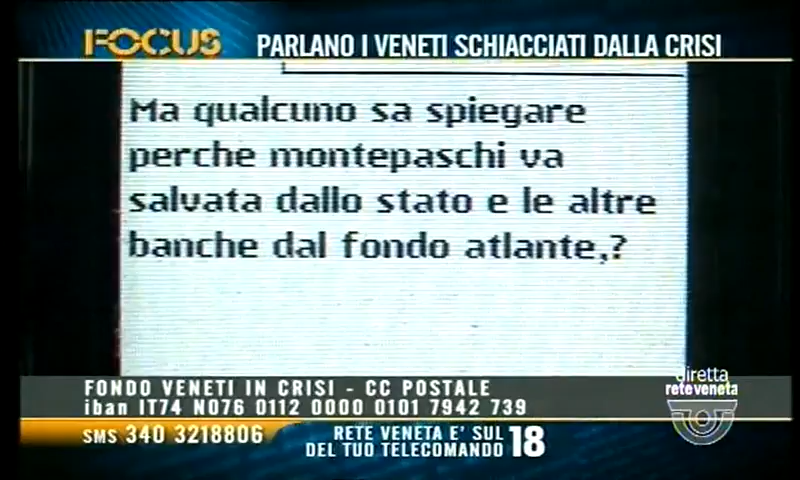 FOCUS PARLANO I VENETI SCHIACCIATI DALLA CRISI
Ma qualcuno sa spiegare
perche montepaschi va
salvata dallo stato e le altre
banche dal fondo atlante,?
diretta
reteveneta
FONDO VENETI IN CRISI - CC POSTALE
iban IT74 N076 0112 0000 0101 7942 739
SMS 340 3218806
RETE VENETA E' SUL
DEL TUO TELECOMANDO 18